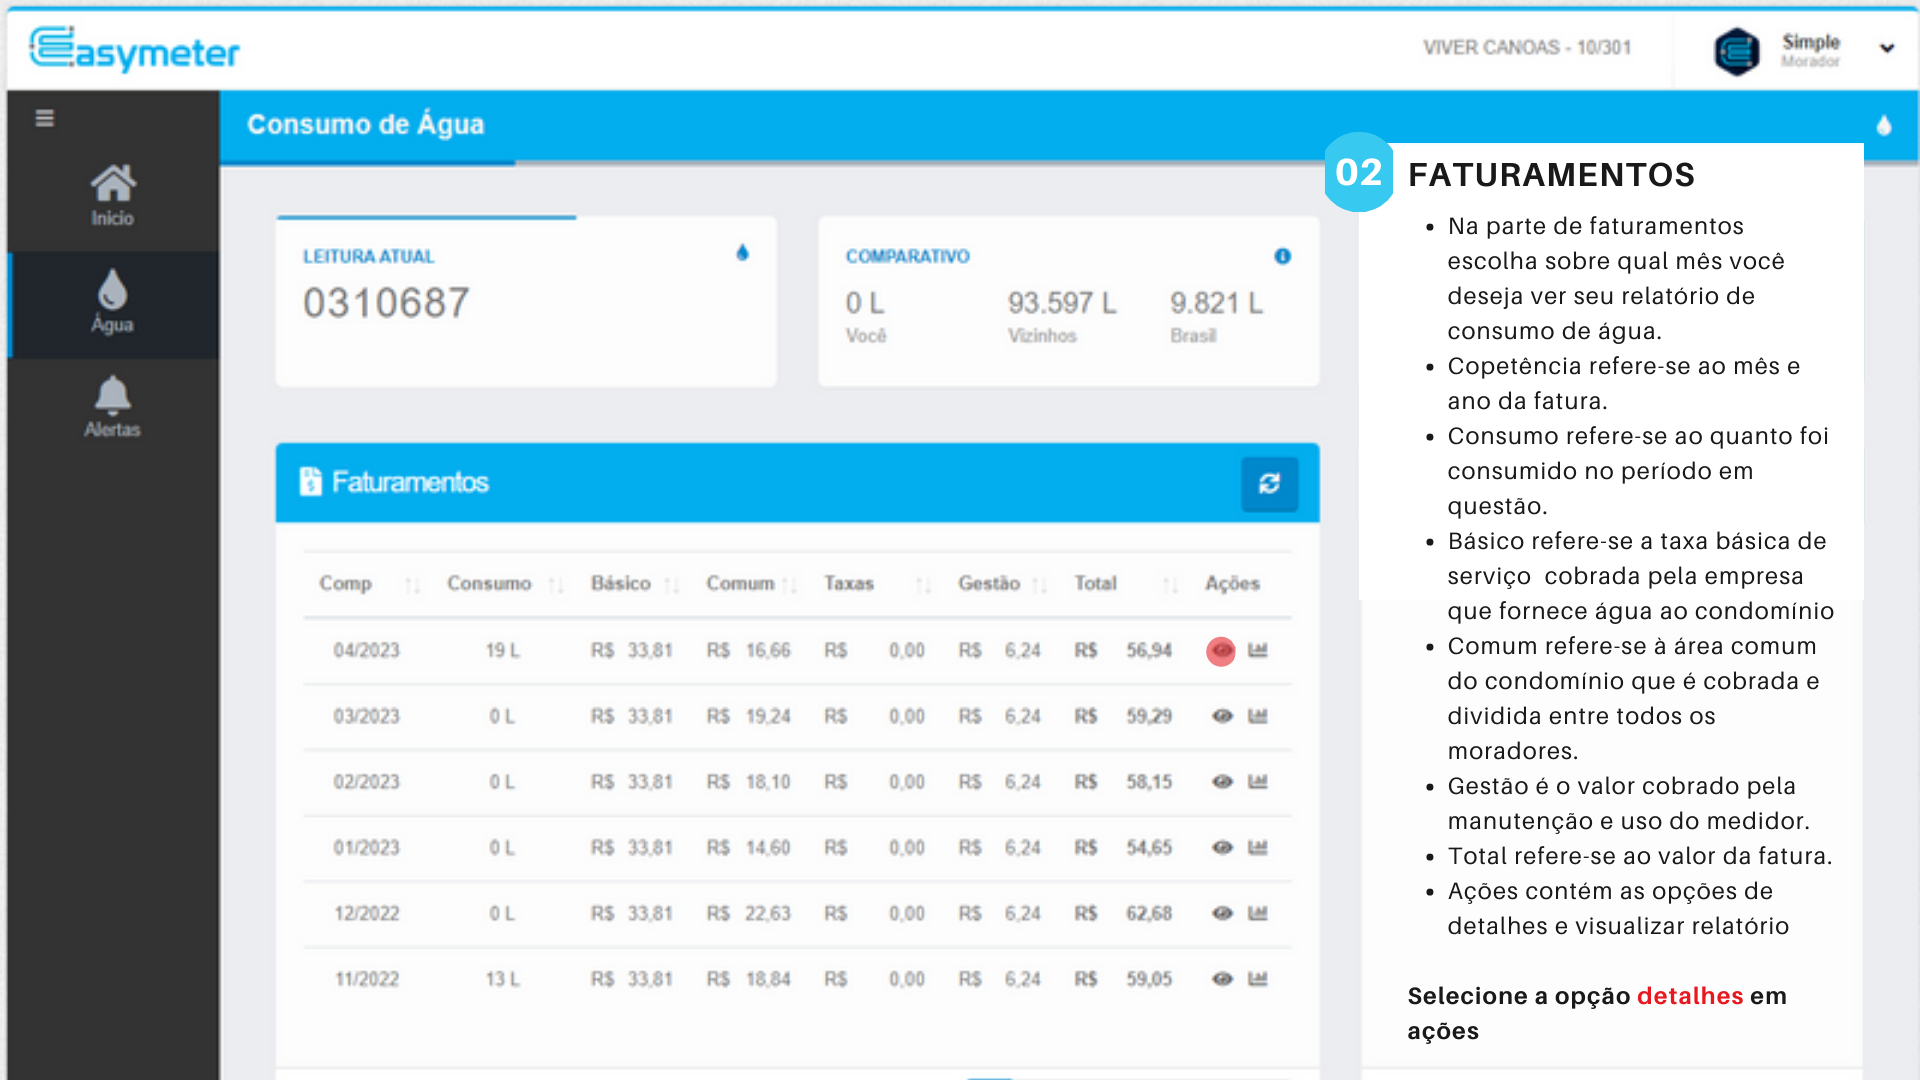 Easymeter
VIVER CANOAS - 10/301
Simple
Morador
Consumo de Água
Inicio
Água
Alertas
LEITURA ATUAL
0310687
COMPARATIVO
0 L 93.597 L 9.821 L
Você Vizinhos Brasil
Faturamentos
Comp Consumo Básico Comum Taxas Gestão Total Ações
04/2023 19 L R$ 33,81 R$ 16,66 R$ 0,00 R$ 6,24 R$ 56,94
03/2023 0 L R$ 33,81 R$ 19,24 R$ 0,00 R$ 6,24 R$ 59,29
02/2023 0 L R$ 33,81 R$ 18,10 R$ 0,00 R$ 6,24 R$ 58,15
01/2023 0 L R$ 33,81 R$ 14,60 R$ 0,00 R$ 6,24 R$ 54,65
12/2022 0 L R$ 33,81 R$ 22,63 R$ 0,00 R$ 6,24 R$ 62,68
11/2022 13 L R$ 33,81 R$ 18,84 R$ 0,00 R$ 6,24 R$ 59,05
02 FATURAMENTOS
• Na parte de faturamentos
escolha sobre qual mês você
deseja ver seu relatório de
consumo de água.
• Copetência refere-se ao mês e
ano da fatura.
• Consumo refere-se ao quanto foi
consumido no período em
questão.
• Básico refere-se a taxa básica de
serviço cobrada pela empresa
que fornece água ao condomínio
• Comum refere-se à área comum
do condomínio que é cobrada e
dividida entre todos os
moradores.
• Gestão é o valor cobrado pela
manutenção e uso do medidor.
• Total refere-se ao valor da fatura.
• Ações contém as opções de
detalhes e visualizar relatório
Selecione a opção detalhes em
ações